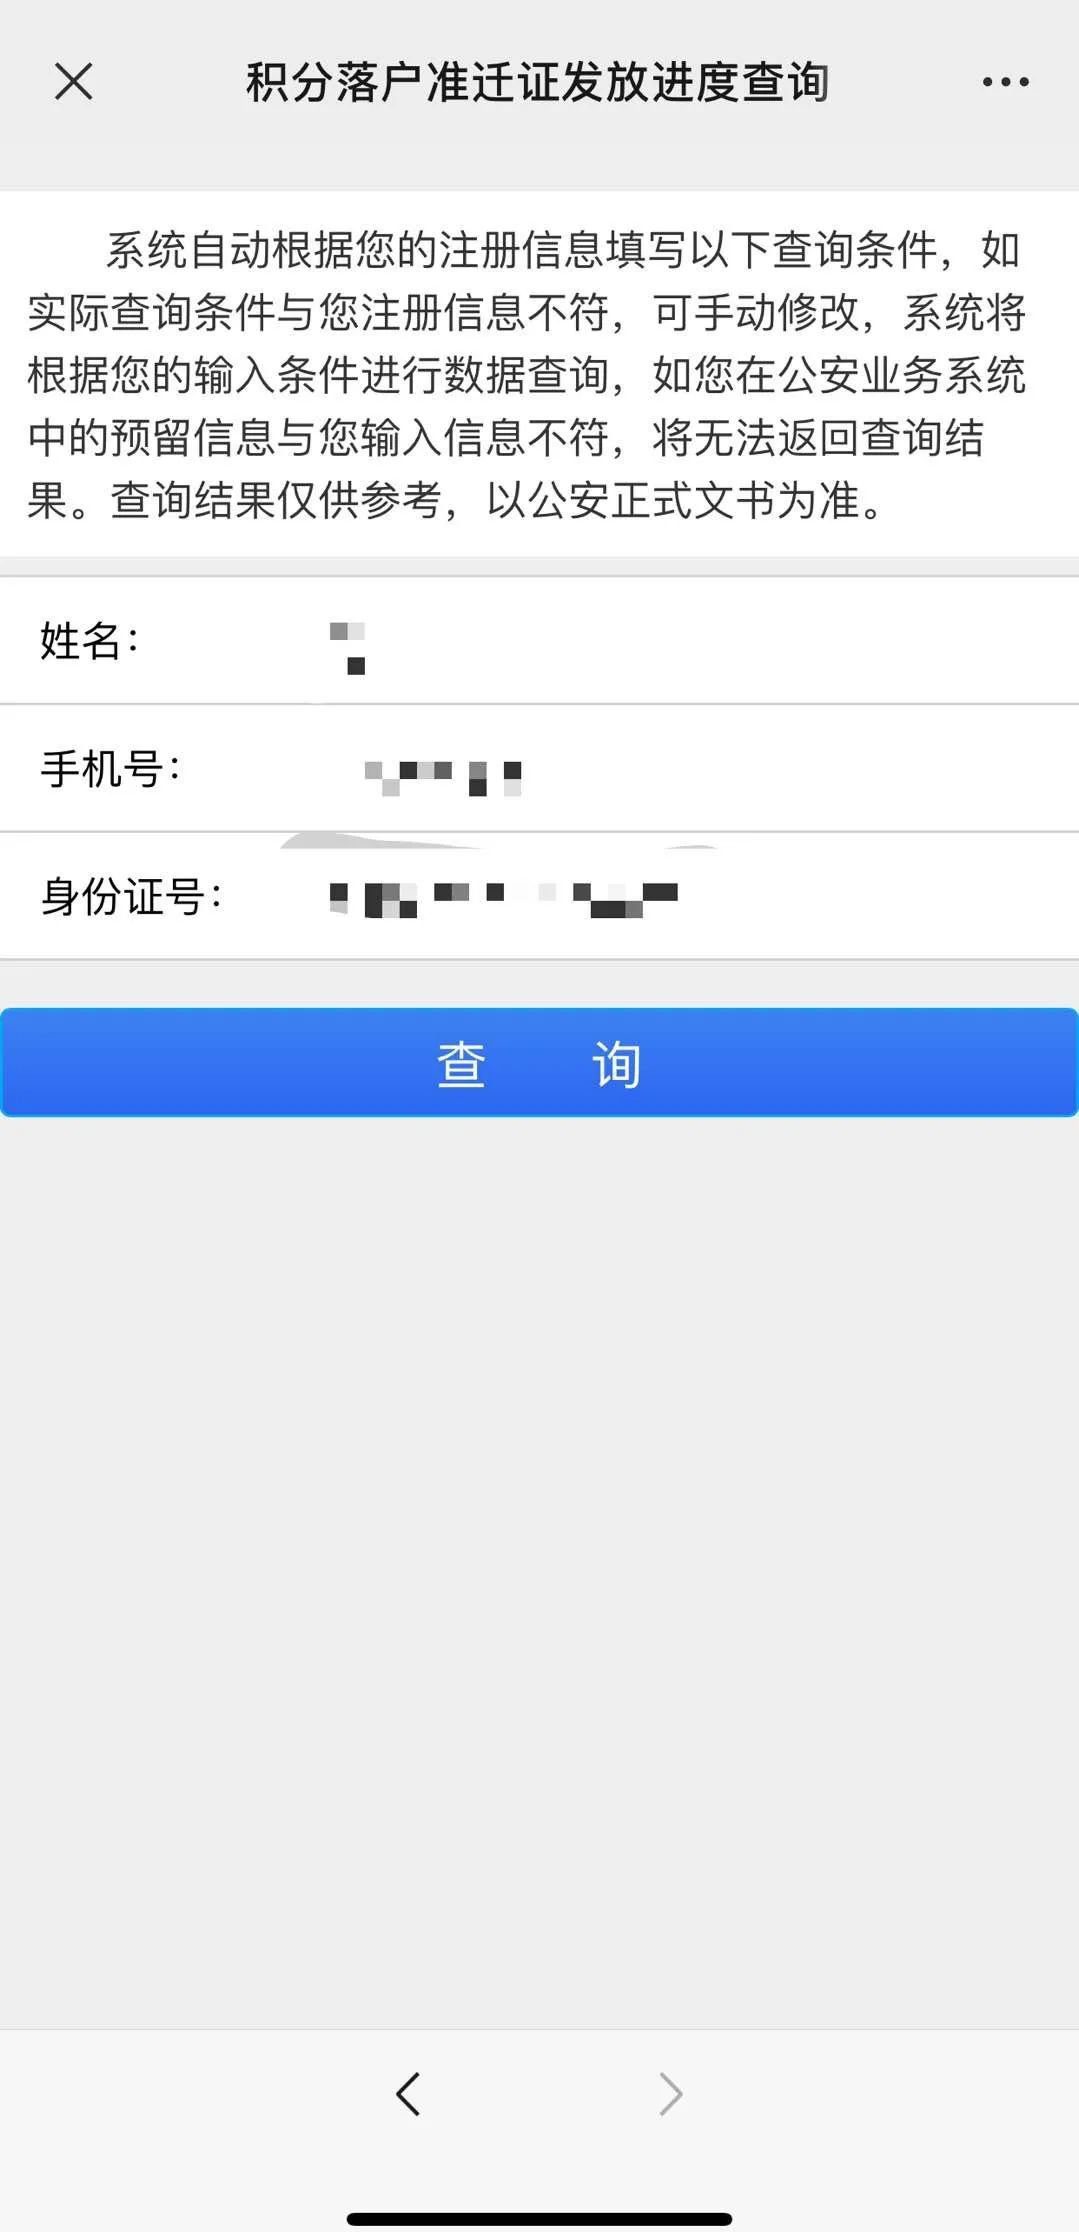 积分落户准迁证发放进度查询
系统自动根据您的注册信息填写以下查询条件，如
实际查询条件与您注册信息不符，可手动修改，系统将
根据您的输入条件进行数据查询，如您在公安业务系统
中的预留信息与您输入信息不符，将无法返回查询结
果。查询结果仅供参考，以公安正式文书为准。
姓名：
手机号：
身份证号：
查 询